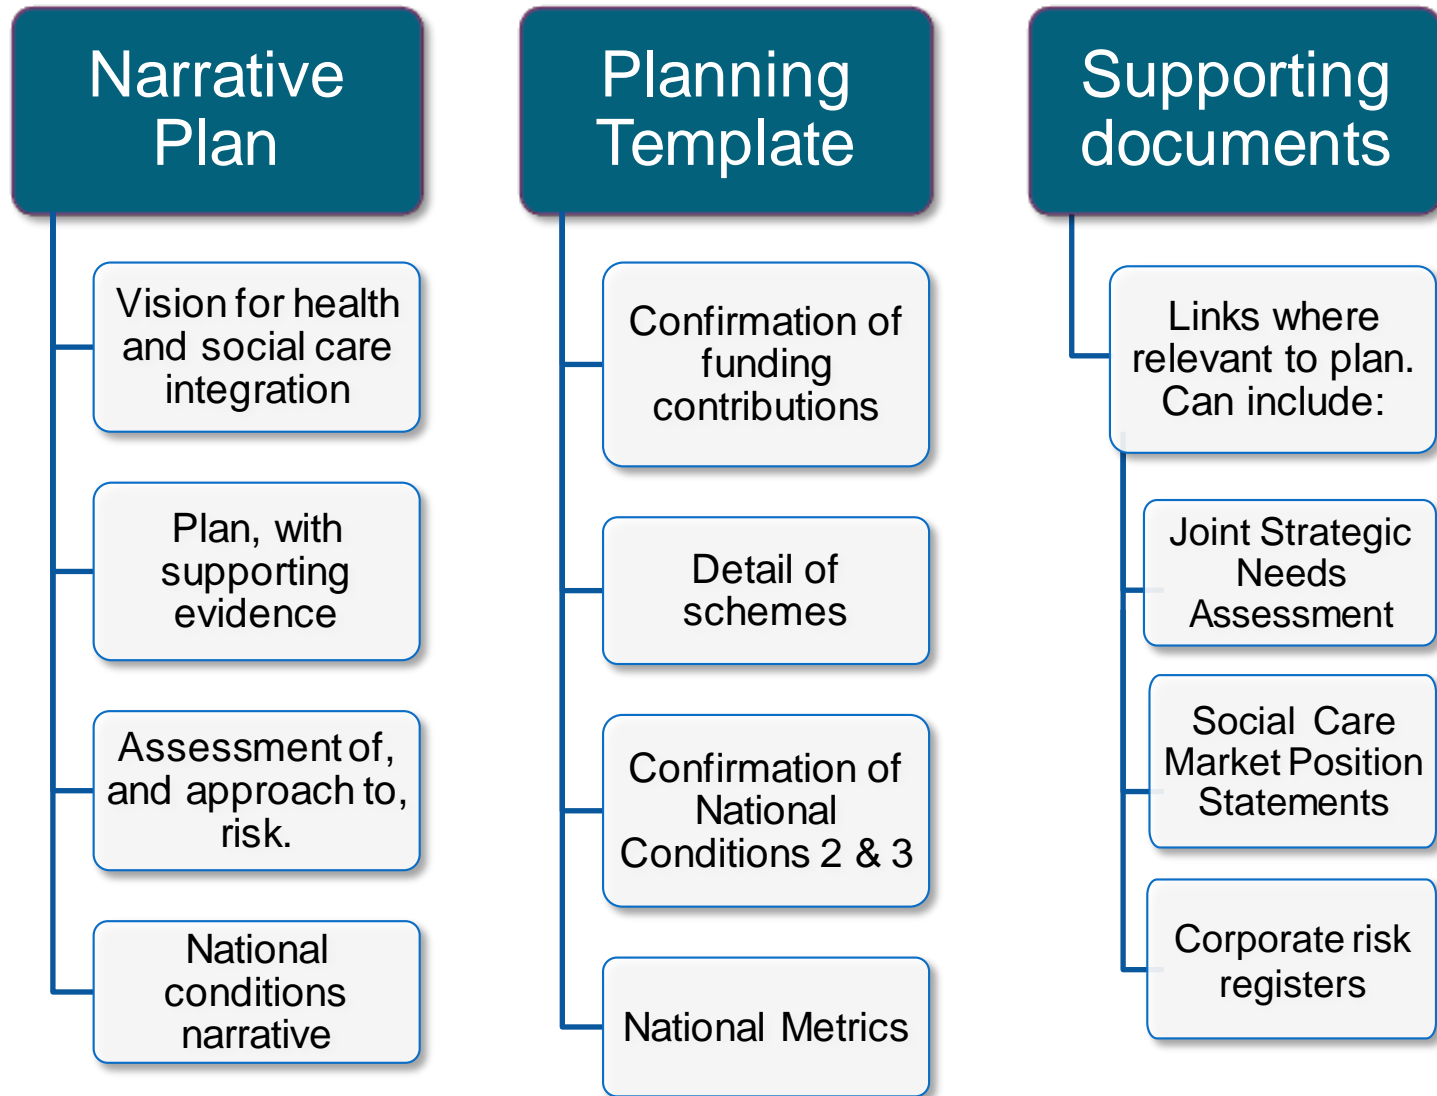 Narrative
Plan
Vision for health
and social care
integration
Plan, with
supporting
evidence
Assessment of,
and approach to,
risk.
National
conditions
narrative
Planning
Template
Confirmation of
funding
contributions
Detail of
schemes
Confirmation of
National
Conditions 2 & 3
National Metrics
Supporting
documents
Links where
relevant to plan.
Can include:
Joint Strategic
Needs
Assessment
Social Care
Market Position
Statements
Corporate risk
registers